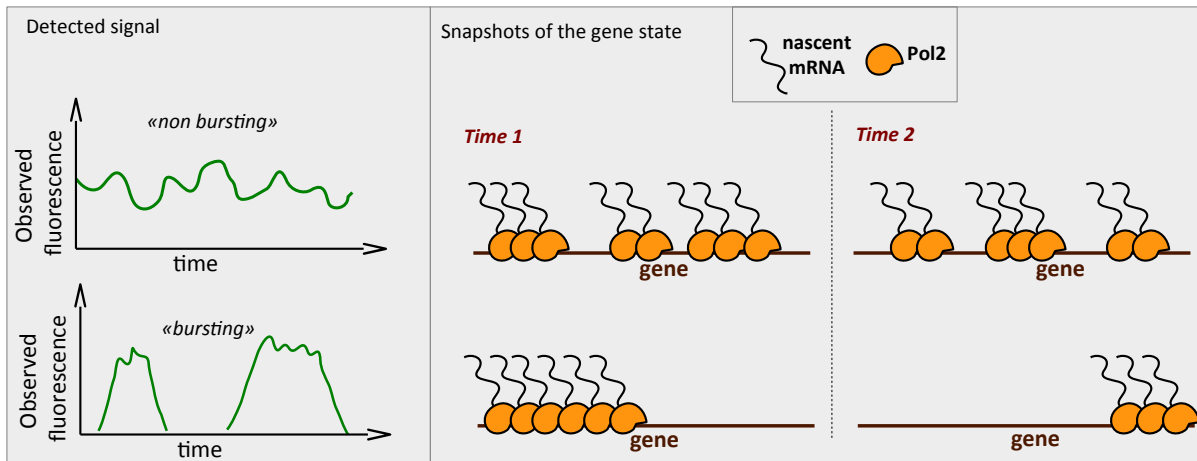 Detected signal
Observed
fluorescence
«non bursting»
time
Observed
fluorescence
«bursting»
time
Snapshots of the gene state
nascent
mRNA
Pol2
Time 1
Time 2
gene
gene
gene
gene